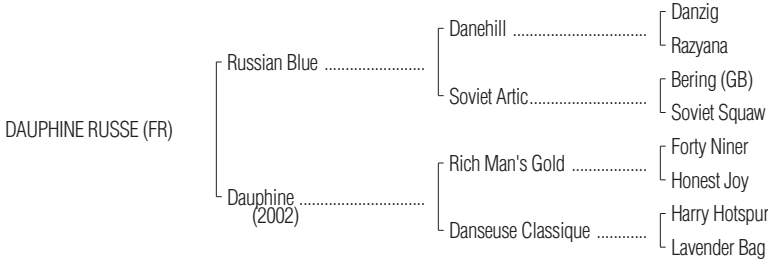 Danzig
Danehill ................................
Razyana
Russian Blue ........................
Bering (GB)
Soviet Artic............................
Soviet Squaw
DAUPHINE RUSSE (FR)
Forty Niner
Rich Man's Gold ..................
Honest Joy
Dauphine ..............................
(2002)
Harry Hotspur
Danseuse Classique ............
Lavender Bag